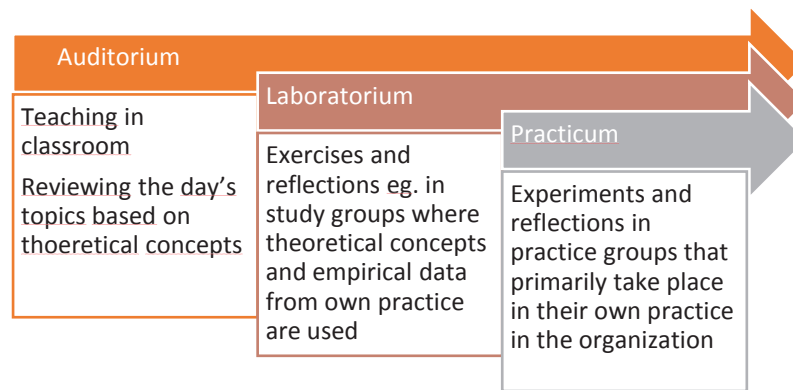 Auditorium
Teaching in
classroom
Reviewing the day's
topics based on
thoeretical concepts
Laboratorium
Exercises and
reflections eg. in
study groups where
theoretical concepts
and empirical data
from own practice
are used
Practicum
Experiments and
reflections in
practice groups that
primarily take place
in their own practice
in the organization